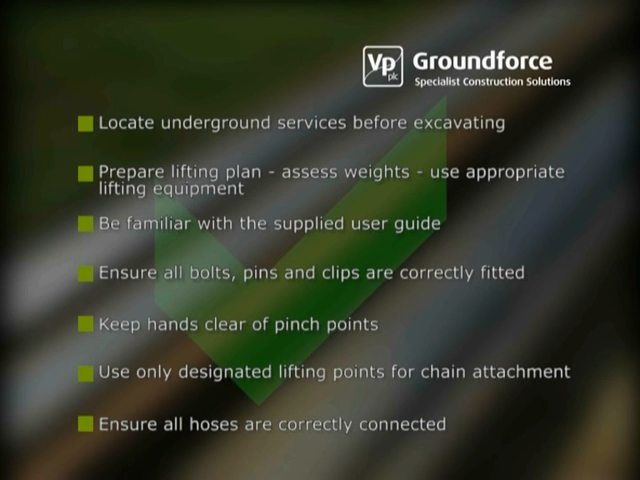 Vp plc
Groundforce
Specialist Construction Solutions
Locate underground services before excavating
Prepare lifting plan - assess weights - use appropriate
lifting equipment
Be familiar with the supplied user guide
Ensure all bolts, pins and clips are correctly fitted
Keep hands clear of pinch points
Use only designated lifting points for chain attachment
Ensure all hoses are correctly connected